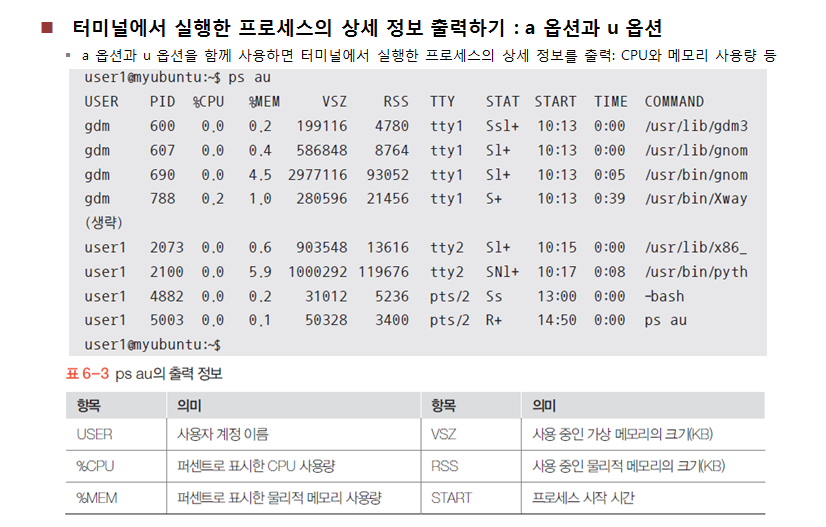 터미널에서 실행한 프로세스의 상세 정보 출력하기 : a 옵션과 u 옵션
a 옵션과 u 옵션을 함께 사용하면 터미널에서 실행한 프로세스의 상세 정보를 출력: CPU와 메모리 사용량 등
user1@myubuntu:~$ ps au
USER PID %CPU %MEM VSZ RSS TTY STAT START TIME COMMAND
gdm 600 0.0 0.2 199116 4780 tty1 Ssl+ 10:13 0:00 /usr/lib/gdm3
gdm 607 0.0 0.4 586848 8764 tty1 Sl+ 10:13 0:00 /usr/lib/gnom
gdm 690 0.0 4.5 2977116 93052 tty1 Sl+ 10:13 0:05 /usr/bin/gnom
gdm 788 0.2 1.0 280596 21456 tty1 S+ 10:13 0:39 /usr/bin/Xway
(생략)
user1 2073 0.0 0.6 903548 13616 tty2 Sl+ 10:15 0:00 /usr/lib/x86_
user1 2100 0.0 5.9 1000292 119676 tty2 SNl+ 10:17 0:08 /usr/bin/pyth
user1 4882 0.0 0.2 31012 5236 pts/2 Ss 13:00 0:00 -bash
user1 5003 0.0 0.1 50328 3400 pts/2 R+ 14:50 0:00 ps au
user1@myubuntu:~$
표 6-3 ps au의 출력 정보
항목 의미 항목 의미
USER 사용자 계정 이름 VSZ 사용 중인 가상 메모리의 크기(KB)
%CPU 퍼센트로 표시한 CPU 사용량 RSS 사용 중인 물리적 메모리의 크기(KB)
%MEM 퍼센트로 표시한 물리적 메모리 사용량 START 프로세스 시작 시간